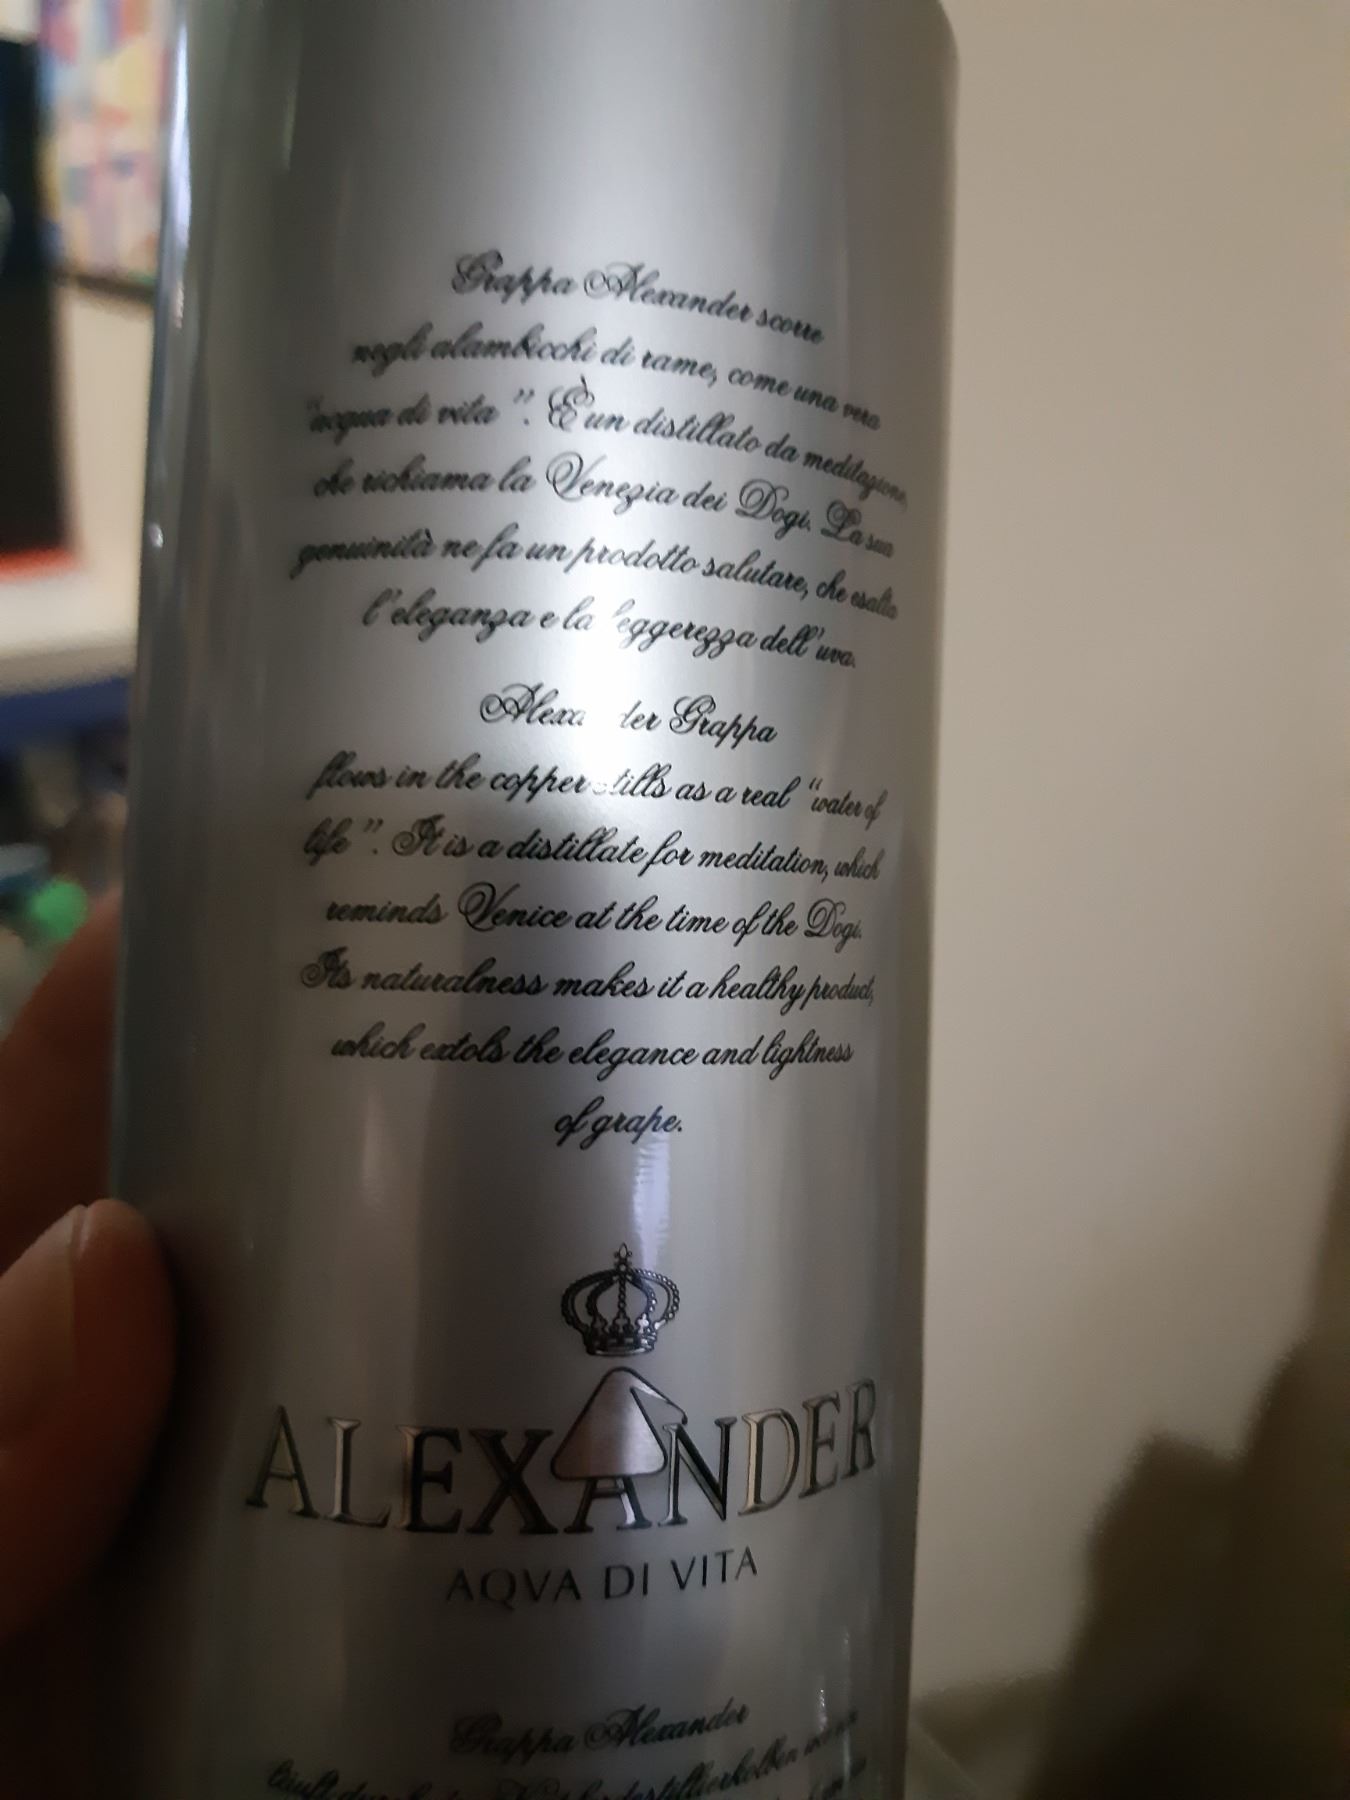 Grappa Alexander scorre
negli alambicchi di rame, come una vera
"acqua di vita". È un distillato da meditazione,
che richiama la Venezia dei Dogi. La sua
genuinità ne fa un prodotto salutare, che esalta
l'eleganza e la leggerezza dell'uva.
Alexander Grappa
flows in the copper stills as a real "water of
life". It is a distillate for meditation, which
reminds Venice at the time of the Dogi.
Its naturalness makes it a healthy product,
which extols the elegance and lightness
of grape.
ALEXANDER
AQVA DI VITA
Grappa Alexander
läuft